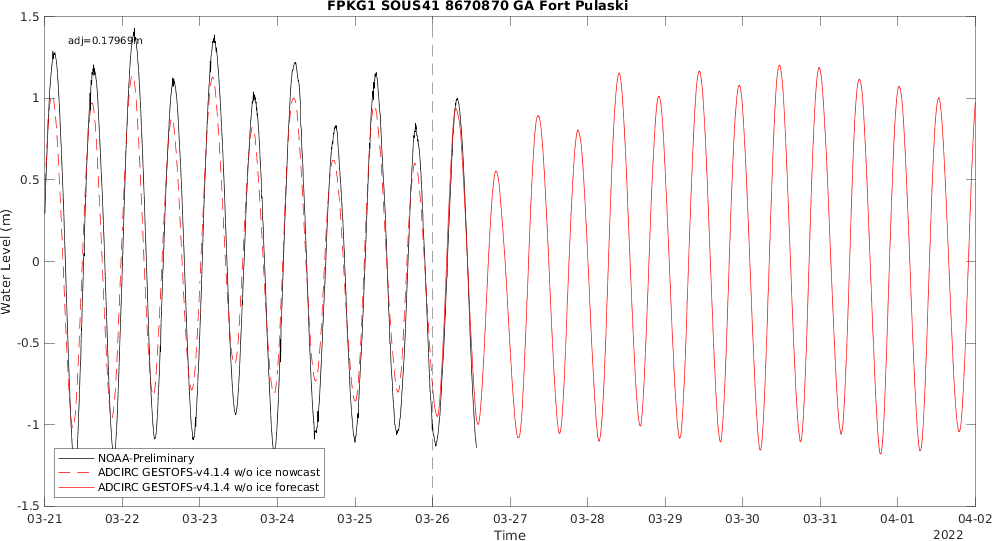 FPKG1 SOUS41 8670870 GA Fort Pulaski
adj=0.17969m
1.5
1
0.5
0
-0.5
-1
-1.5
Water Level (m)
NOAA-Preliminary
ADCIRC GESTOFS-v4.1.4 w/o ice nowcast
ADCIRC GESTOFS-v4.1.4 w/o ice forecast
03-21 03-22 03-23 03-24 03-25 03-26 03-27 03-28 03-29 03-30 03-31 04-01 04-02
Time
2022